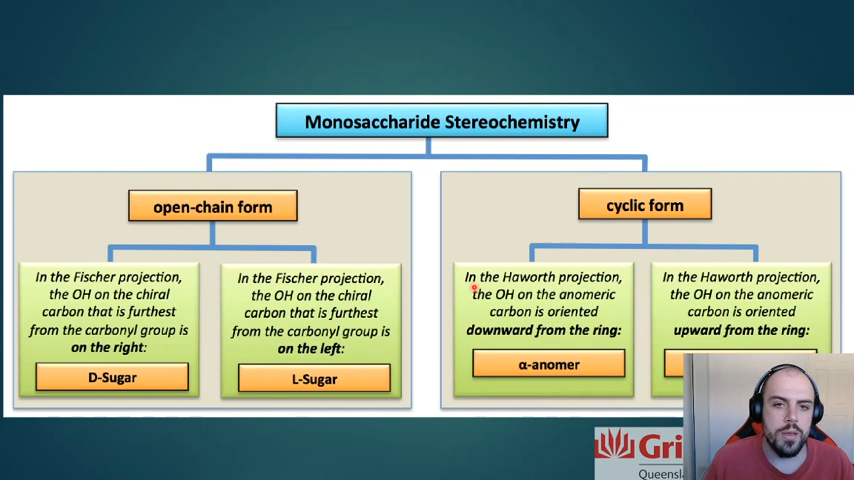 Monosaccharide Stereochemistry
open-chain form
In the Fischer projection,
the OH on the chiral
carbon that is furthest
from the carbonyl group is
on the right:
D-Sugar
In the Fischer projection,
the OH on the chiral
carbon that is furthest
from the carbonyl group is
on the left:
L-Sugar
cyclic form
In the Haworth projection,
the OH on the anomeric
carbon is oriented
downward from the ring:
α-anomer
In the Haworth projection,
the OH on the anomeric
carbon is oriented
upward from the ring:
Gri
Queensla